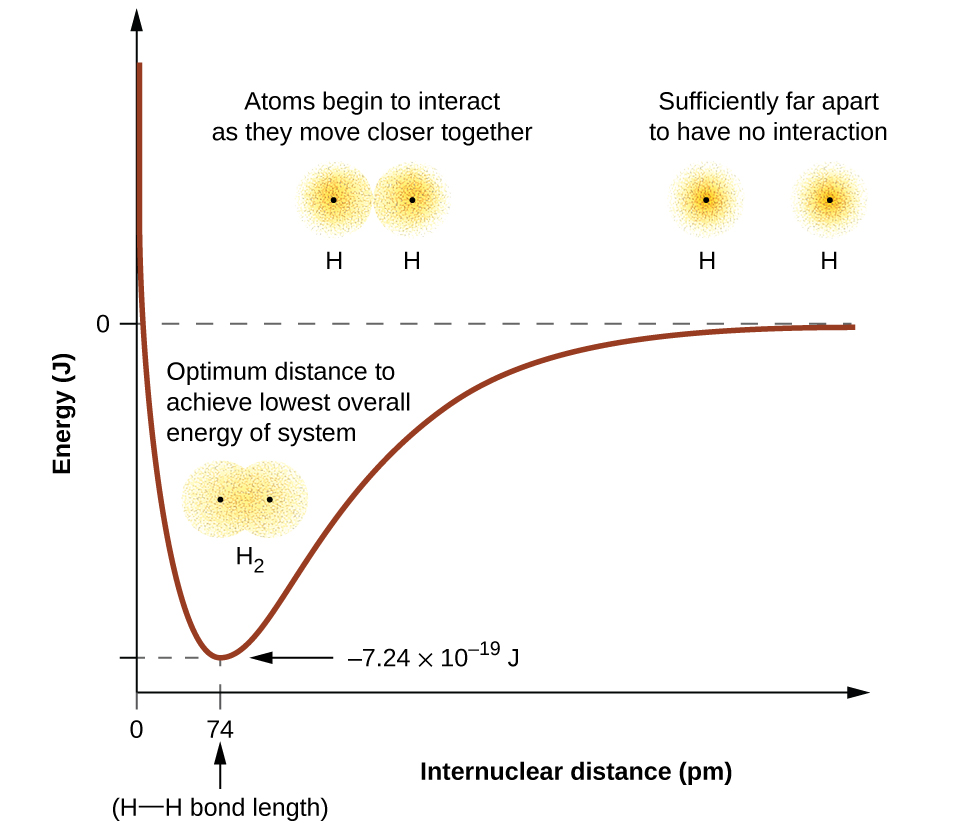 Atoms begin to interact
as they move closer together
Sufficiently far apart
to have no interaction
H
H
H
H
0
Energy (J)
Optimum distance to
achieve lowest overall
energy of system
H₂
–7.24 × 10⁻¹⁹ J
0
74
Internuclear distance (pm)
(H—H bond length)